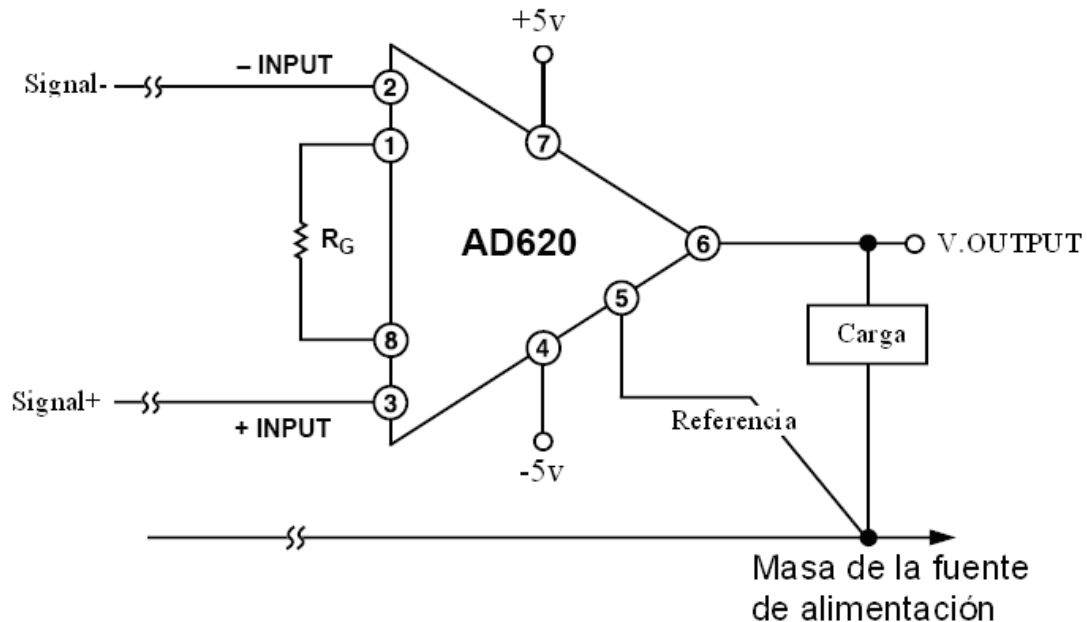 +5v
– INPUT
Signal-
2
1
7
RG
AD620
6
V.OUTPUT
5
8
4
Carga
Signal+
3
+ INPUT
Referencia
-5v
Masa de la fuente
de alimentación